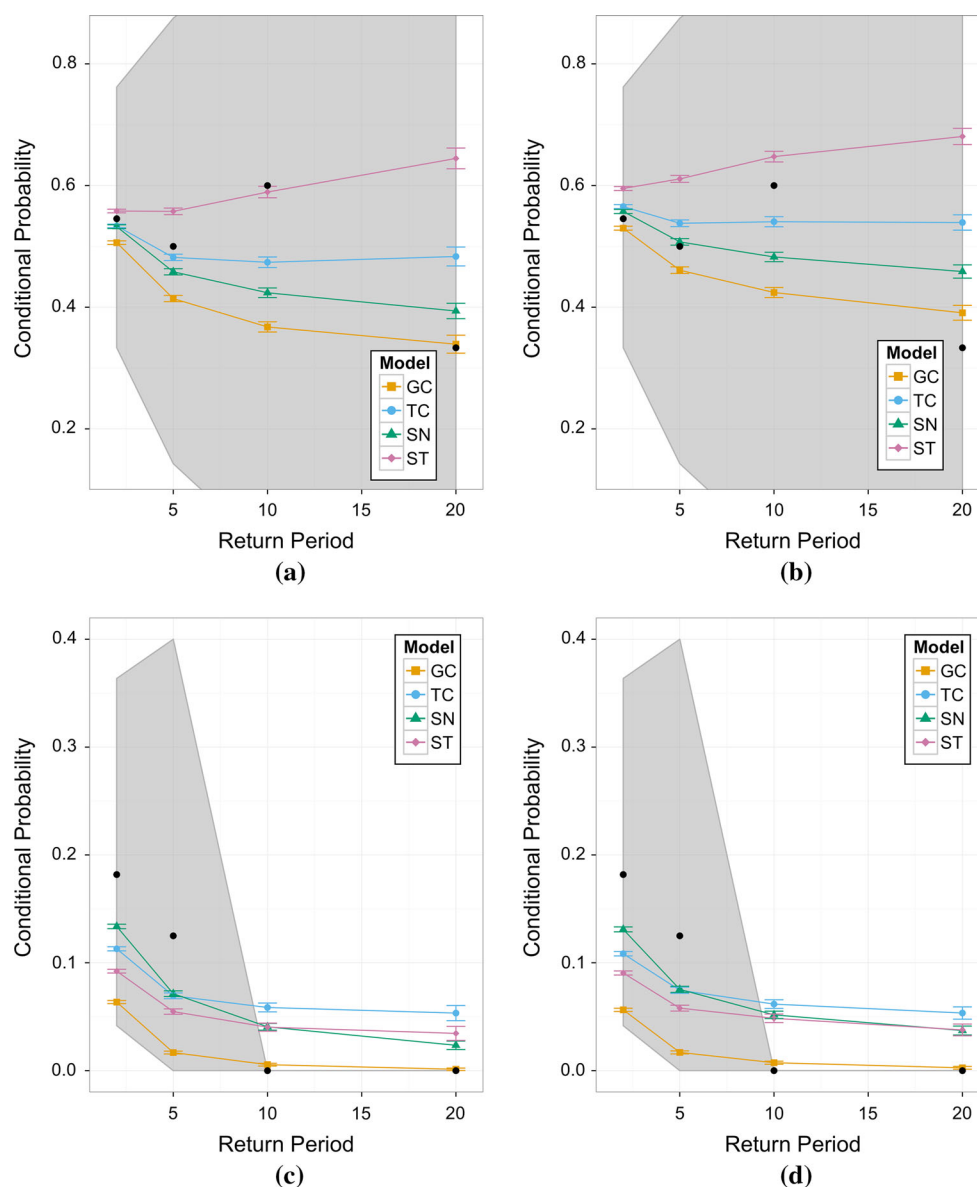 0.8
0.6
0.4
0.2
Conditional Probability
Model
GC
TC
SN
ST
5 10 15 20
Return Period
(a)
0.8
0.6
0.4
0.2
Conditional Probability
Model
GC
TC
SN
ST
5 10 15 20
Return Period
(b)
0.4
0.3
0.2
0.1
0.0
Conditional Probability
Model
GC
TC
SN
ST
5 10 15 20
Return Period
(c)
0.4
0.3
0.2
0.1
0.0
Conditional Probability
Model
GC
TC
SN
ST
5 10 15 20
Return Period
(d)